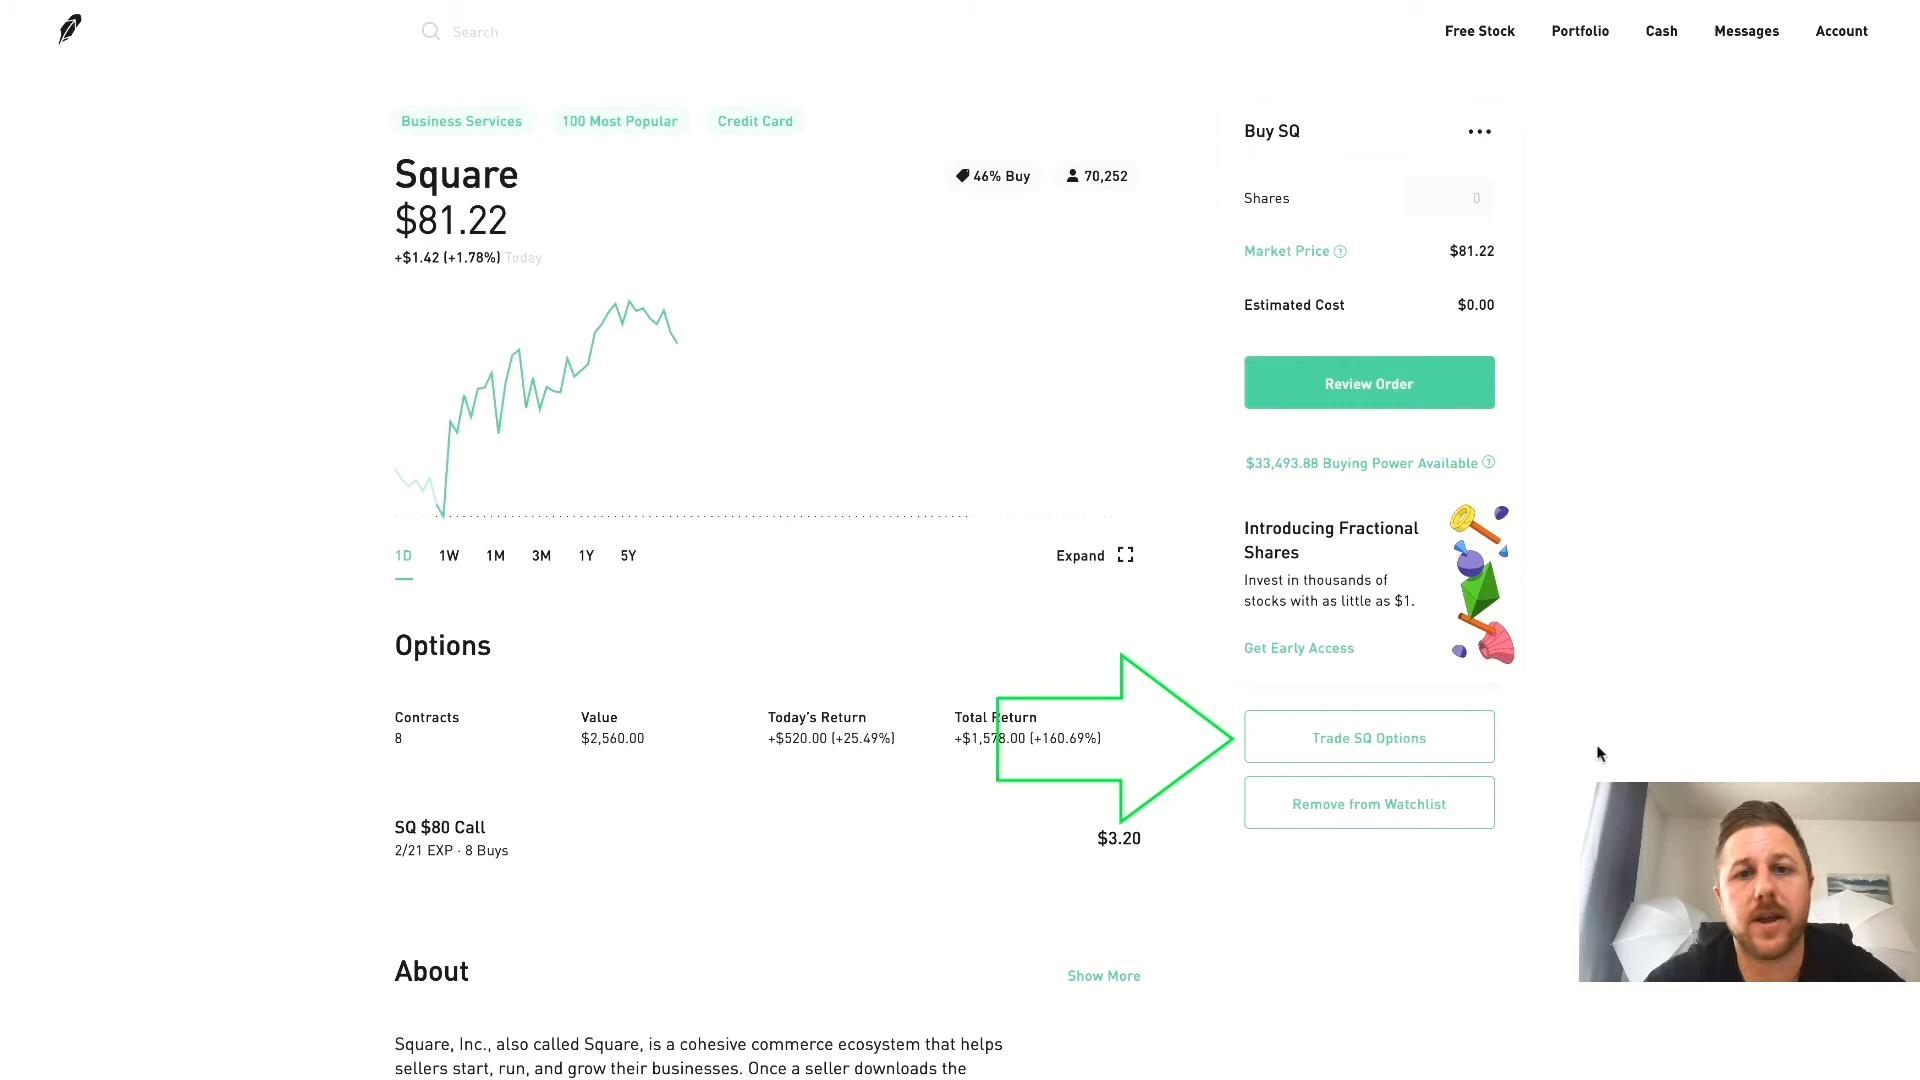 Search
Free Stock
Portfolio
Cash
Messages
Account
Business Services
100 Most Popular
Credit Card
Square
$81.22
+$1.42 (+1.78%) Today
46% Buy
70,252
1D
1W
1M
3M
1Y
5Y
Expand
Buy SQ
Shares
0
Market Price
$81.22
Estimated Cost
$0.00
Review Order
$33,493.88 Buying Power Available
Introducing Fractional
Shares
Invest in thousands of
stocks with as little as $1.
Get Early Access
Trade SQ Options
Remove from Watchlist
Options
Contracts
8
Value
$2,560.00
Today's Return
+$520.00 (+25.49%)
Total Return
+$1,578.00 (+160.69%)
SQ $80 Call
2/21 EXP · 8 Buys
$3.20
About
Show More
Square, Inc., also called Square, is a cohesive commerce ecosystem that helps
sellers start, run, and grow their businesses. Once a seller downloads the